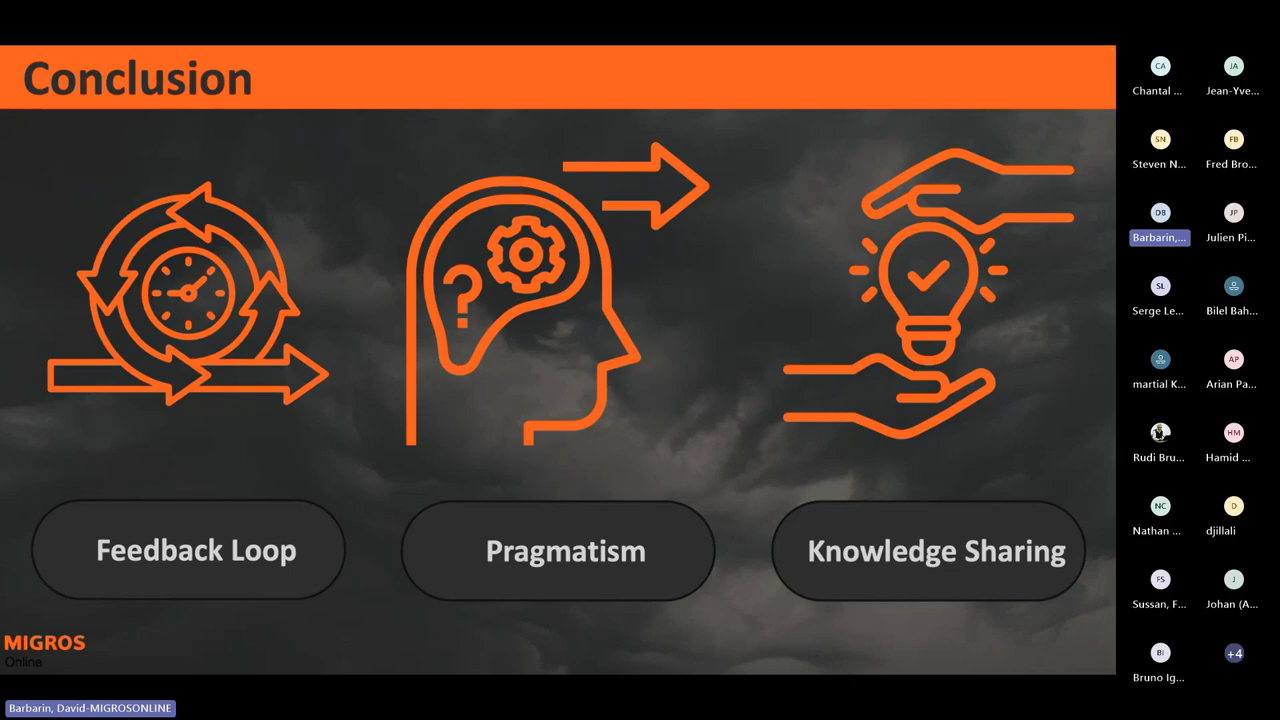 Conclusion
?
Feedback Loop
Pragmatism
Knowledge Sharing
MIGROS
Online
Barbarin, David-MIGROSONLINE
CA
JA
Chantal ...
Jean-Yve...
SN
FB
Steven N...
Fred Bro...
DB
JP
Barbarin,...
Julien Pi...
SL
Serge Le...
Bilel Bah...
AP
martial K...
Arian Pa...
HM
Rudi Bru...
Hamid ...
NC
D
Nathan ...
djillali
FS
J
Sussan, F...
Johan (A...
BI
+4
Bruno Ig...